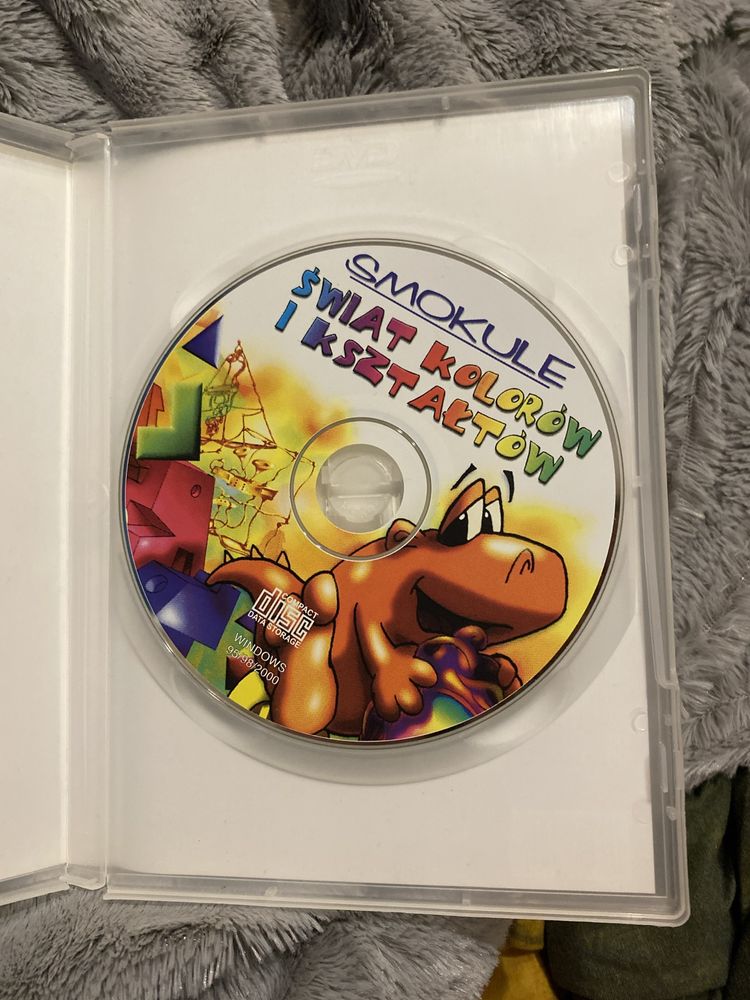 SMOKULE
ŚWIAT KOLORÓW
I KSZTAŁTÓW
COMPACT
disc
DATA STORAGE
WINDOWS
95/98/2000